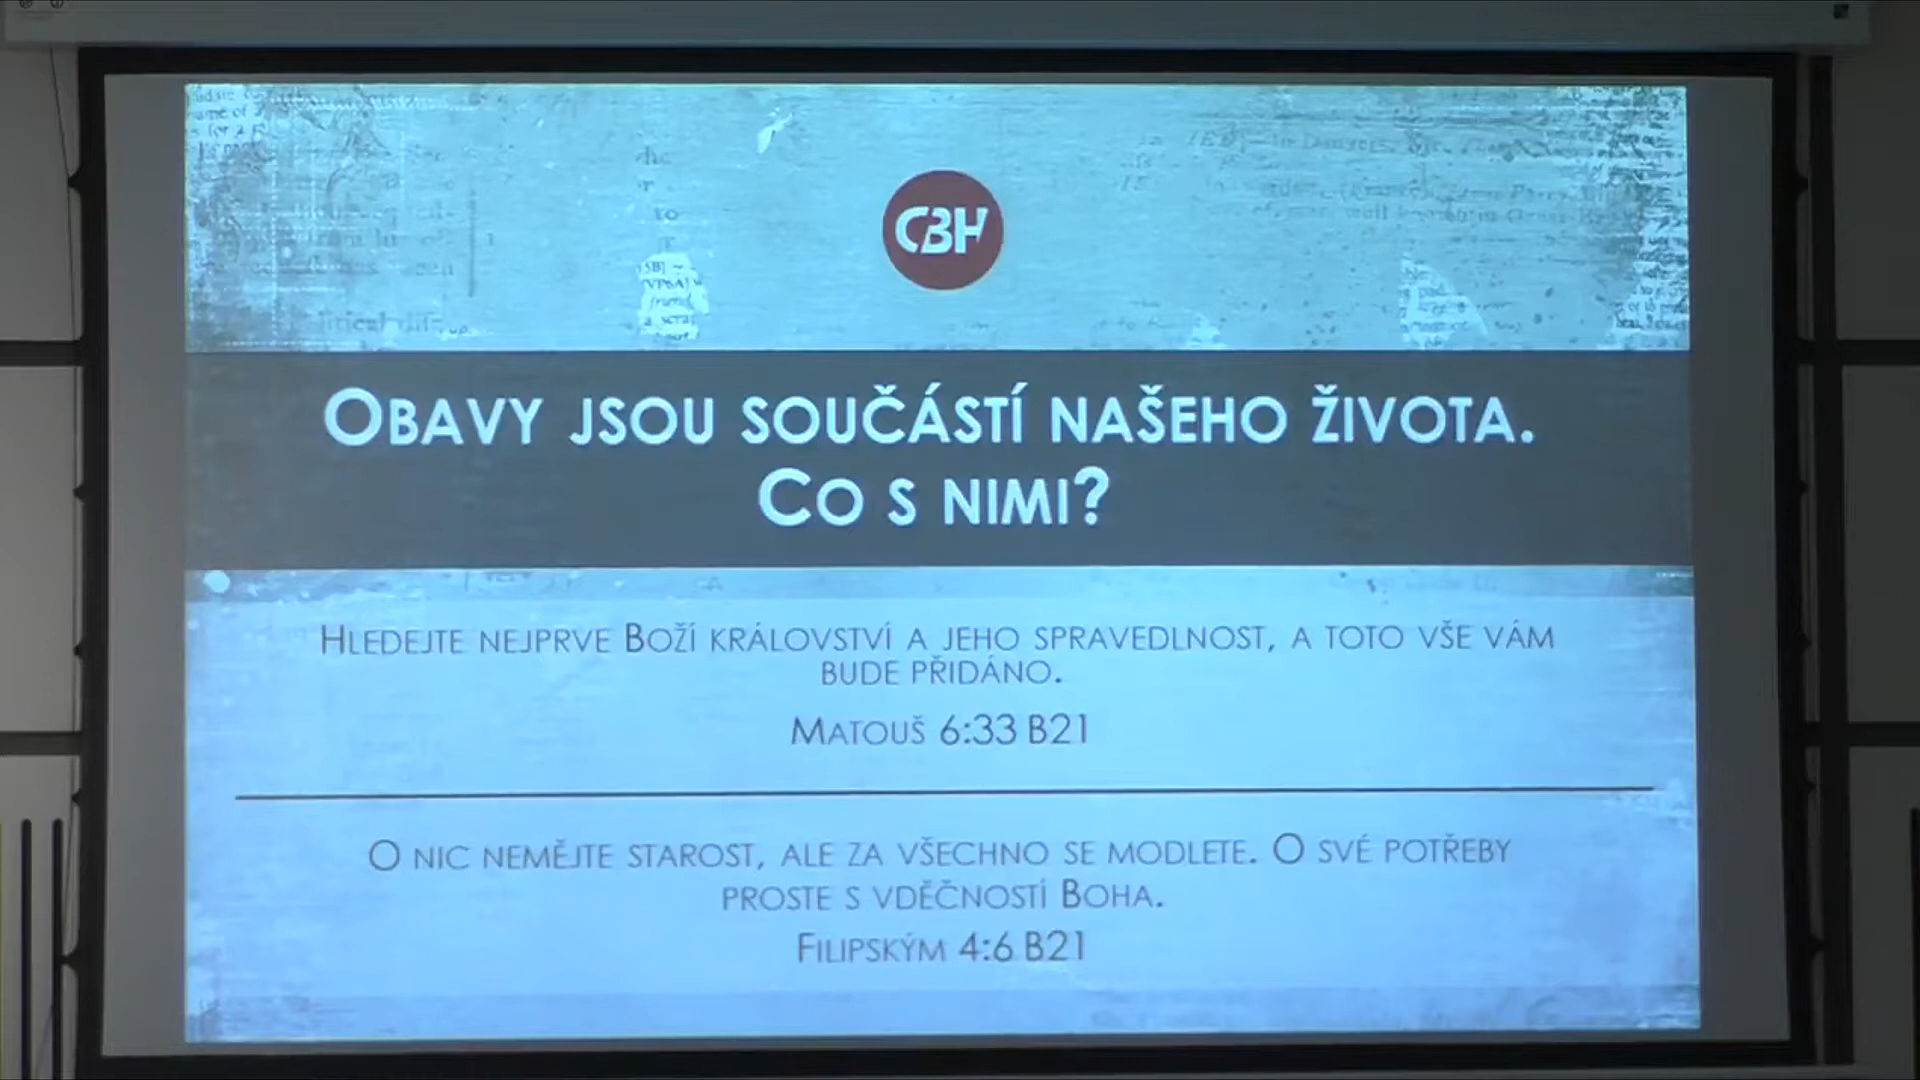 CBH
OBAVY JSOU SOUČÁSTÍ NAŠEHO ŽIVOTA.
CO S NIMI?
HLEDEJTE NEJPRVE BOŽÍ KRÁLOVSTVÍ A JEHO SPRAVEDLNOST, A TOTO VŠE VÁM
BUDE PŘIDÁNO.
MATOUŠ 6:33 B21
O NIC NEMĚJTE STAROST, ALE ZA VŠECHNO SE MODLETE. O SVÉ POTŘEBY
PROSTE S VDĚČNOSTÍ BOHA.
FILIPSKÝM 4:6 B21